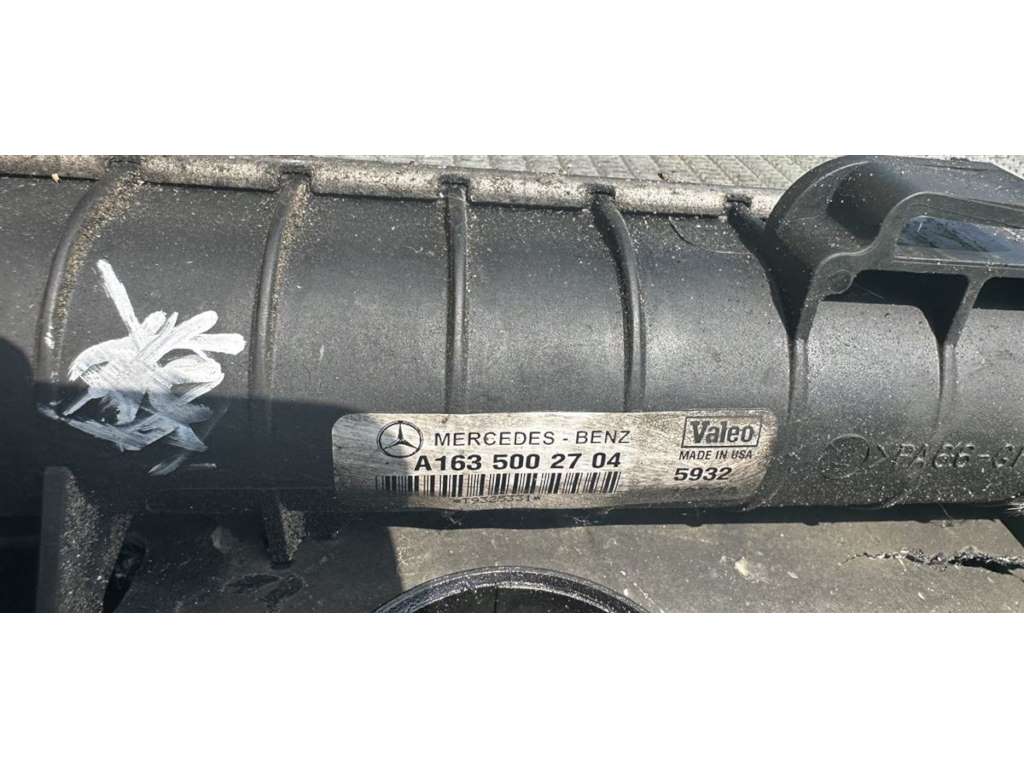 MERCEDES - BENZ
A163 500 27 04
Valeo
MADE IN USA
5932